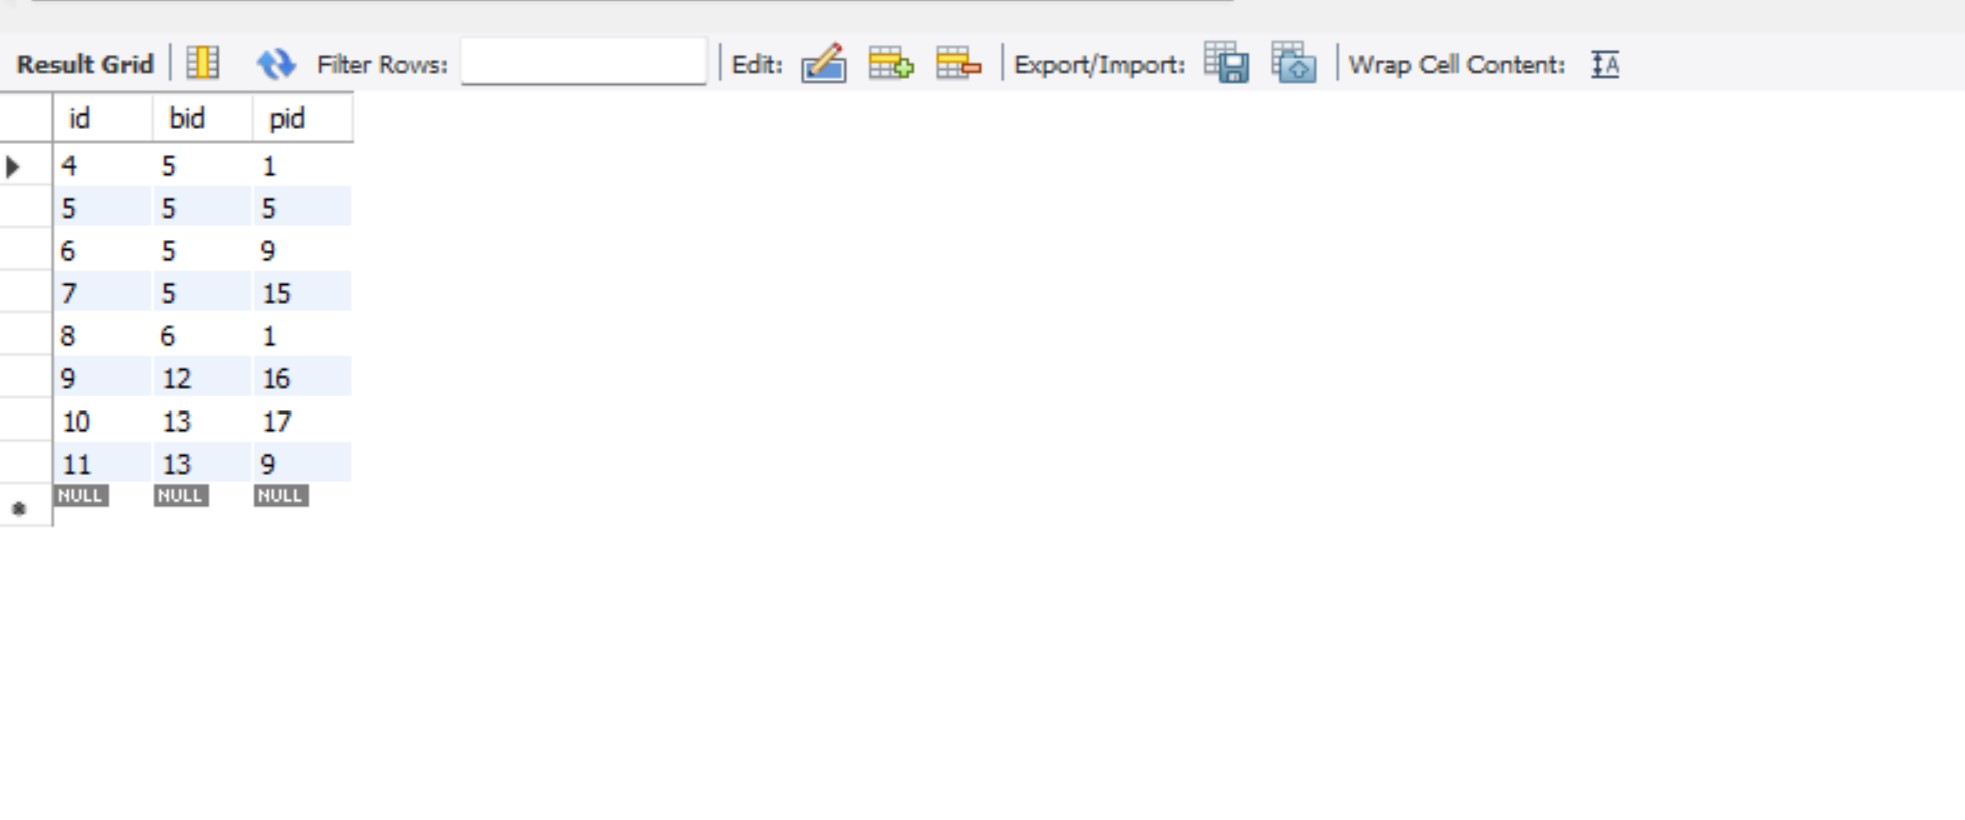 Result Grid Filter Rows: Edit: Export/Import: Wrap Cell Content: A
id bid pid
4 5 1
5 5 5
6 5 9
7 5 15
8 6 1
9 12 16
10 13 17
11 13 9
NULL NULL NULL